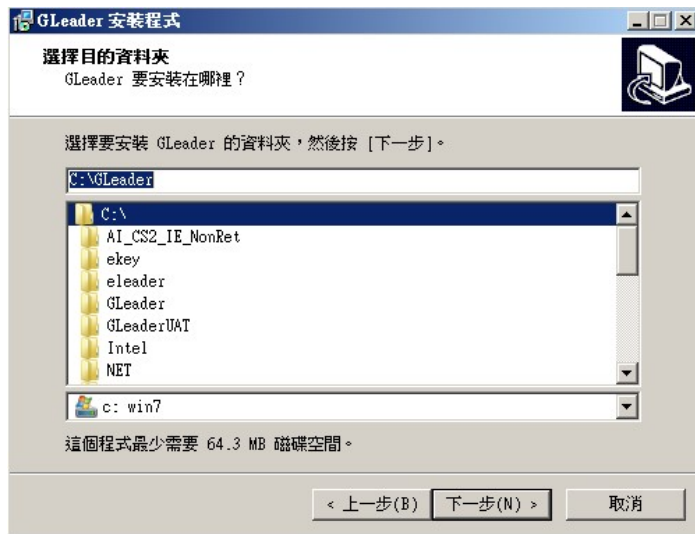 GLeader 安裝程式
選擇目的資料夾
GLeader 要安裝在哪裡？
選擇要安裝 GLeader 的資料夾，然後按 [下一步]。
C:\GLeader
C:\
AI_CS2_IE_NonRet
ekey
eleader
GLeader
GLeaderUAT
Intel
NET
c: win7
這個程式最少需要 64.3 MB 磁碟空間。
< 上一步(B)
下一步(N) >
取消